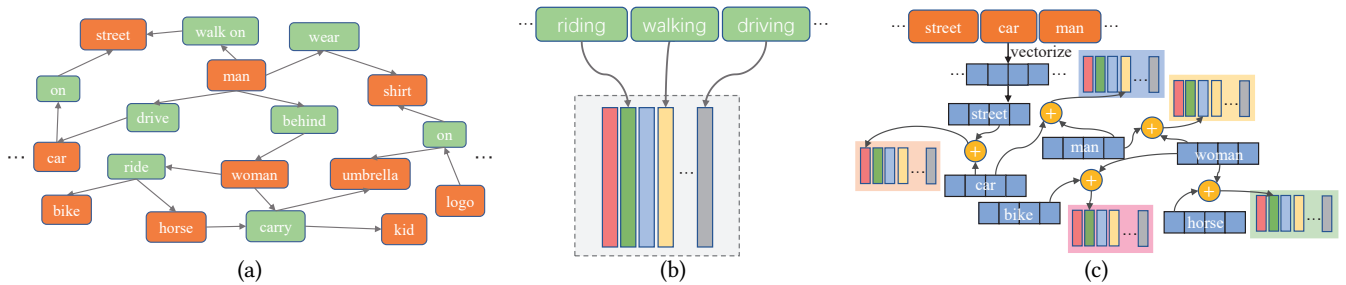 street
walk on
wear
man
on
shirt
drive
behind
on
... car
ride
woman
umbrella
...
bike
logo
horse
carry
kid
(a)
... riding walking driving ...
...
(b)
... street car man ...
vectorize
... ...
...
...
street
+
+
+
man
woman
...
+
car
+
bike
horse
...
...
(c)